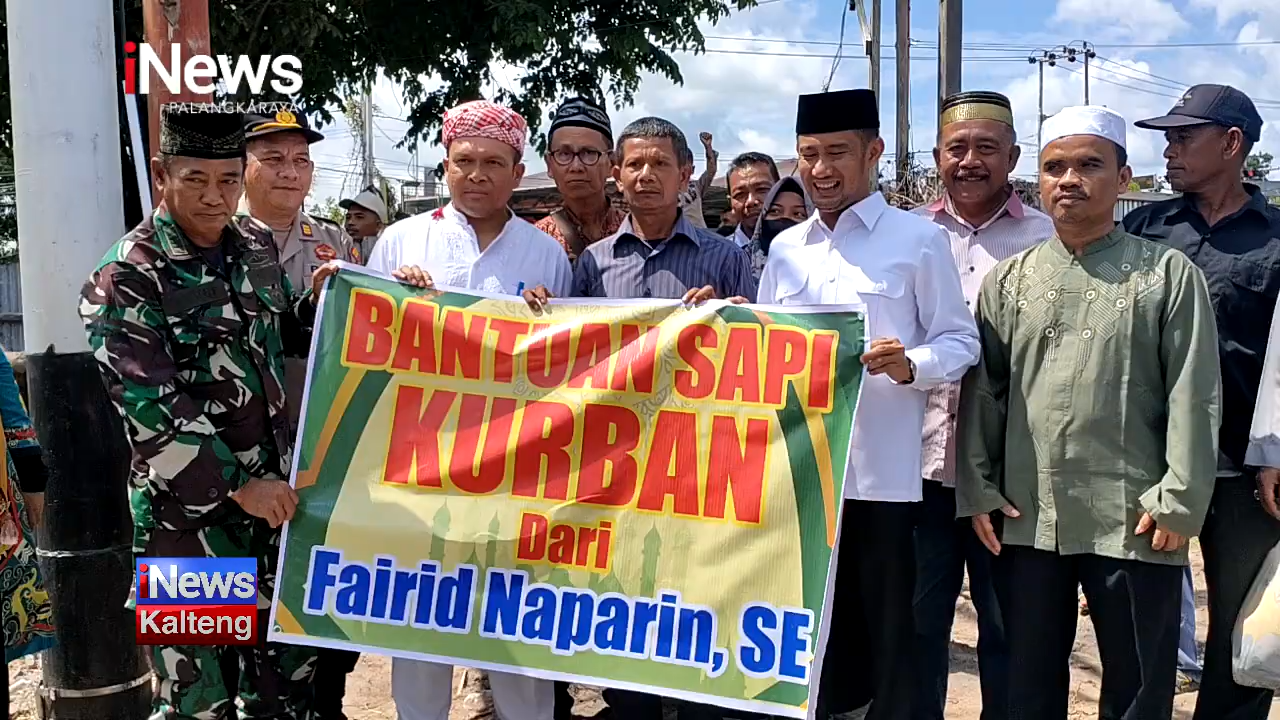 iNews
PALANGKARAYA
BANTUAN SAPI
KURBAN
Dari
Fairid Naparin, SE
iNews
Kalteng